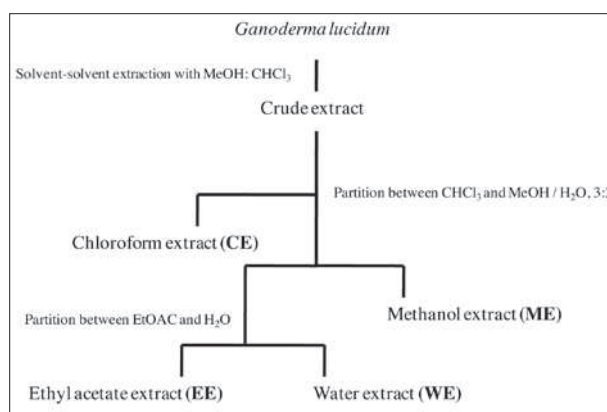 Ganoderma lucidum
Solvent-solvent extraction with MeOH: CHCl₃
Crude extract
Partition between CHCl₃ and MeOH / H₂O, 3:
Chloroform extract (CE)
Partition between EtOAC and H₂O
Methanol extract (ME)
Ethyl acetate extract (EE)
Water extract (WE)